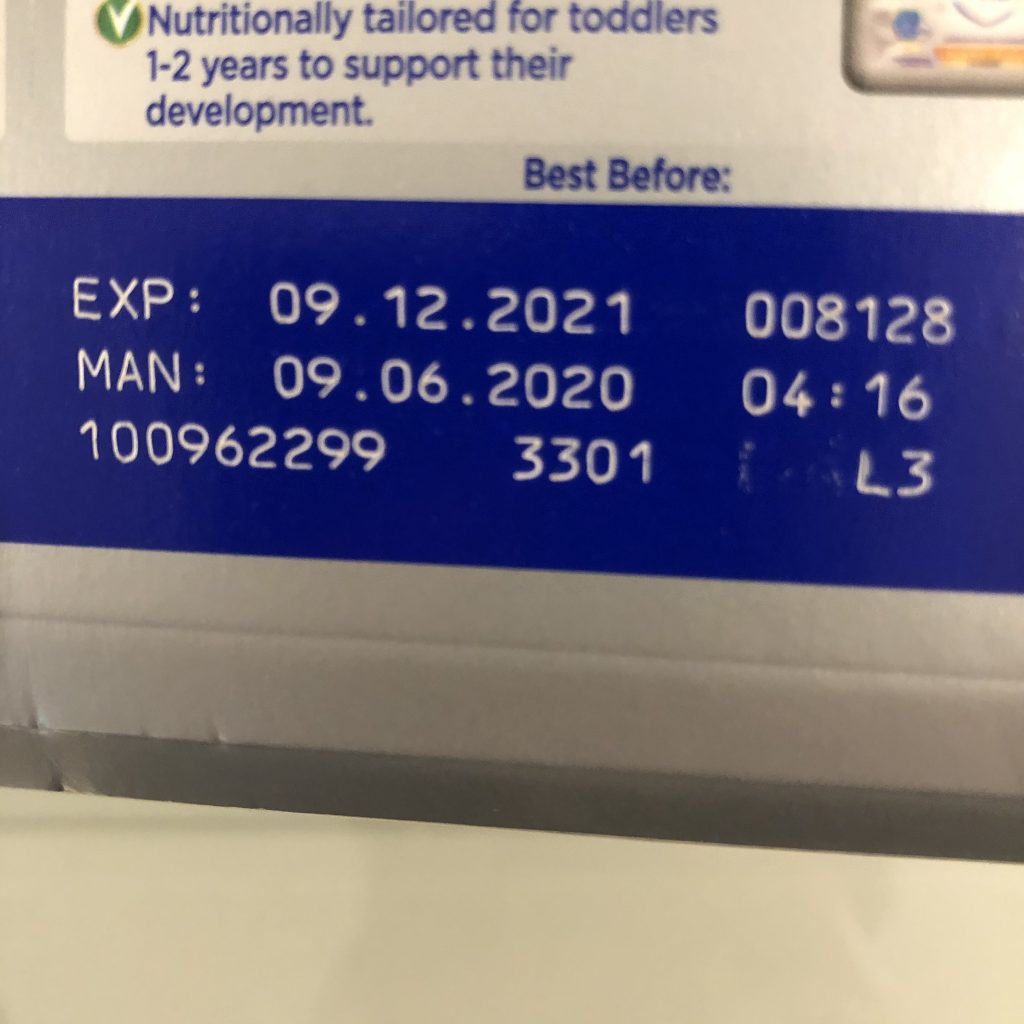 Nutritionally tailored for toddlers
1-2 years to support their
development.
Best Before:
EXP: 09.12.2021 008128
MAN: 09.06.2020 04:16
100962299 3301 L3